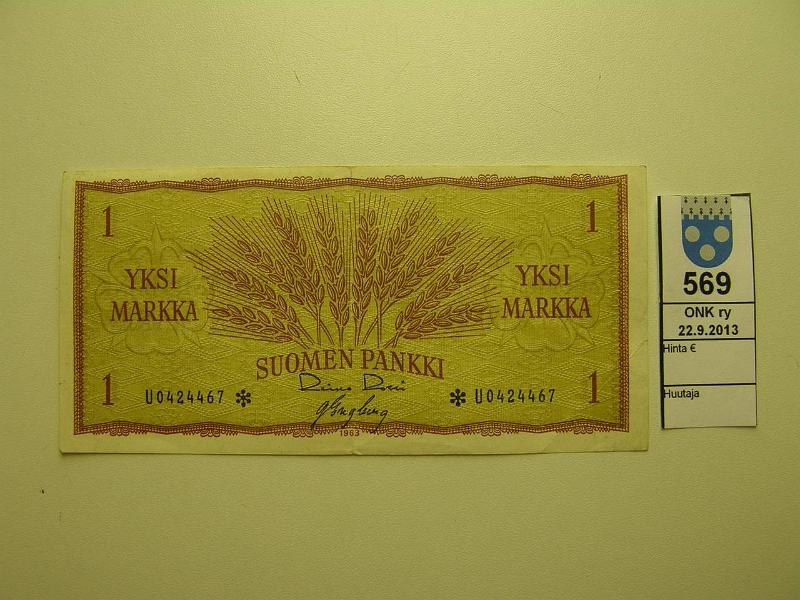 1 1
YKSI MARKKA
YKSI MARKKA
SUOMEN PANKKI
1 U0424467 * * U0424467 1
1963
569
ONK ry
22.9.2013
Hinta €
Huutaja